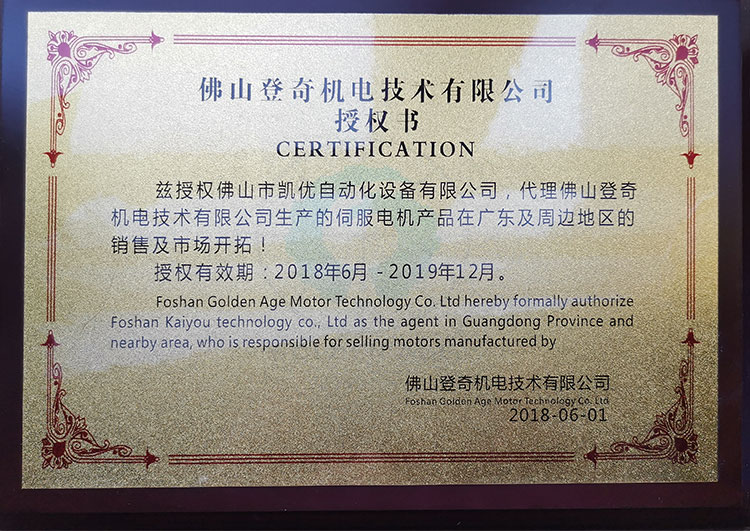 佛山登奇机电技术有限公司
授权书
CERTIFICATION
兹授权佛山市凯优自动化设备有限公司，代理佛山登奇
机电技术有限公司生产的伺服电机产品在广东及周边地区的
销售及市场开拓！
授权有效期：2018年6月－2019年12月。
Foshan Golden Age Motor Technology Co. Ltd hereby formally authorize
Foshan Kaiyou technology co., Ltd as the agent in Guangdong Province and
nearby area, who is responsible for selling motors manufactured by
佛山登奇机电技术有限公司
Foshan Golden Age Motor Technology Co. Ltd
2018-06-01